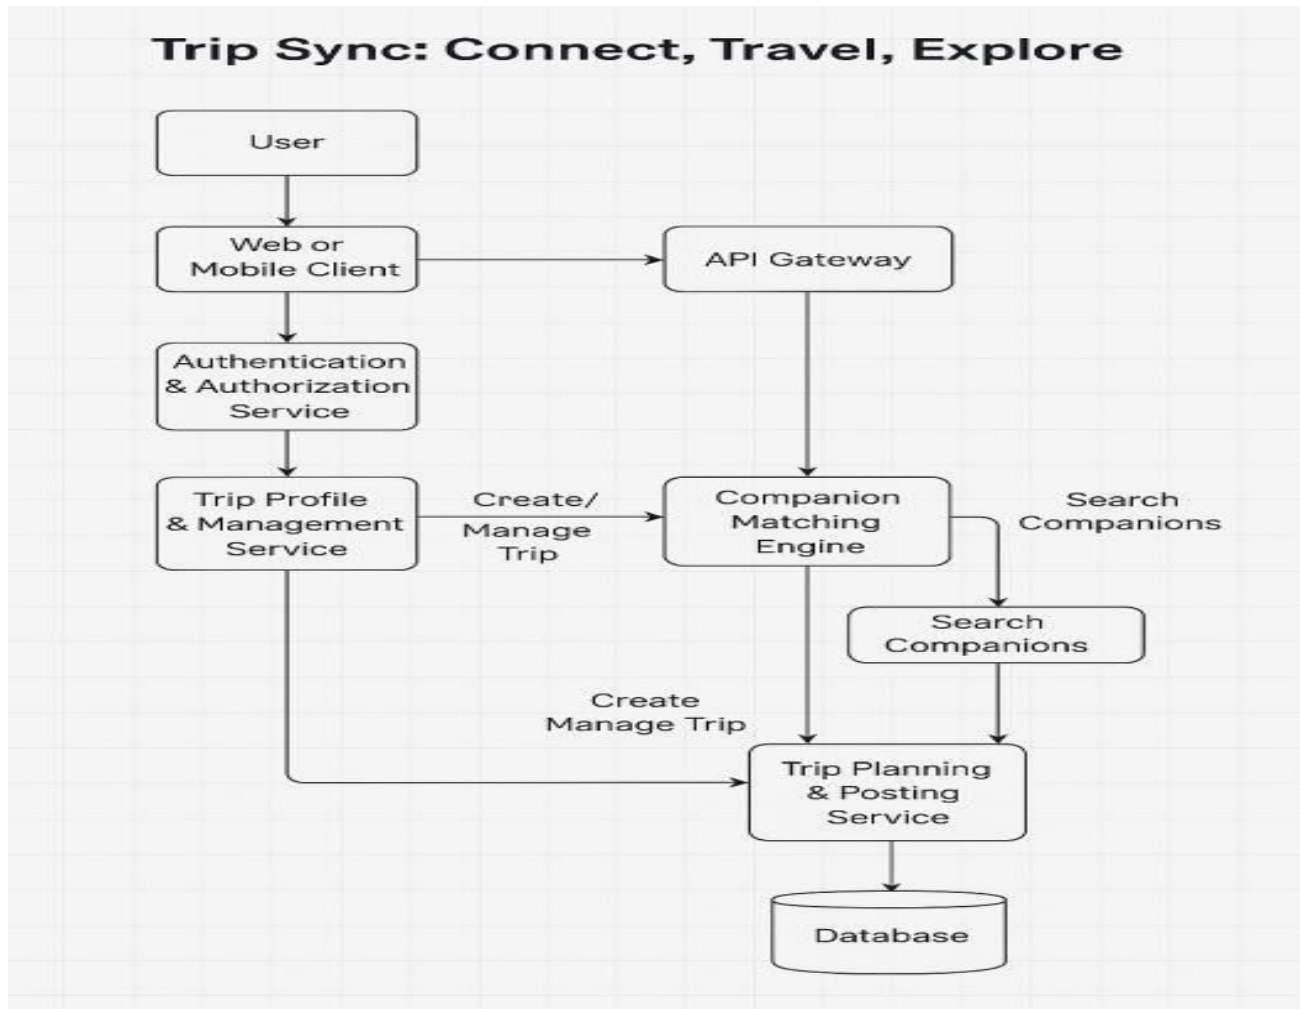 Trip Sync: Connect, Travel, Explore
User
Web or
Mobile Client
API Gateway
Authentication
& Authorization
Service
Trip Profile
& Management
Service
Create/
Manage
Trip
Companion
Matching
Engine
Search
Companions
Search
Companions
Create
Manage Trip
Trip Planning
& Posting
Service
Database